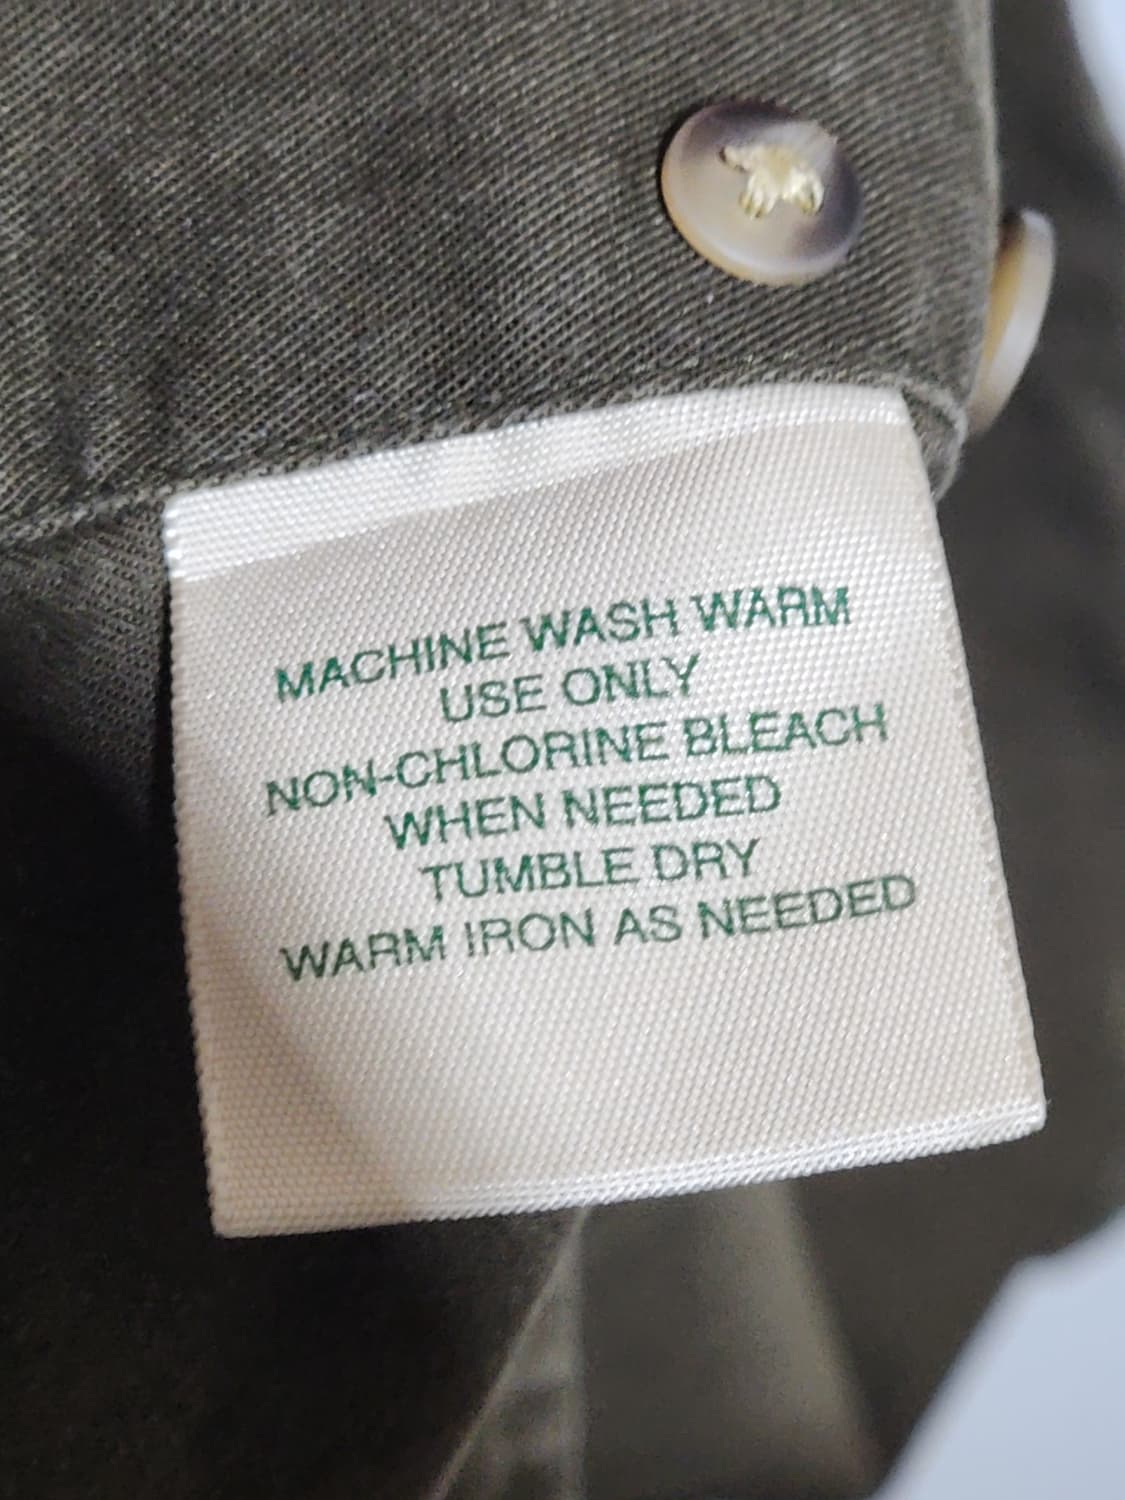 MACHINE WASH WARM
USE ONLY
NON-CHLORINE BLEACH
WHEN NEEDED
TUMBLE DRY
WARM IRON AS NEEDED